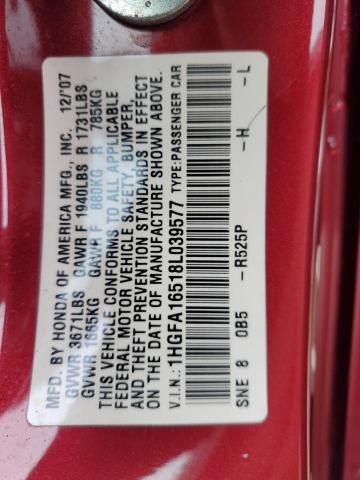 MFD. BY HONDA OF AMERICA MFG., INC. 12/'07
GVWR 3671LBS GAWR F 1940LBS R 1731LBS
GVWR 1665KG GAWR F 880KG R 785KG
THIS VEHICLE CONFORMS TO ALL APPLICABLE
FEDERAL MOTOR VEHICLE SAFETY, BUMPER,
AND THEFT PREVENTION STANDARDS IN EFFECT
ON THE DATE OF MANUFACTURE SHOWN ABOVE.
V.I.N.: 1HGFA16518L039577 TYPE:PASSENGER CAR
SNE 8 0B5 -R525P -H -L